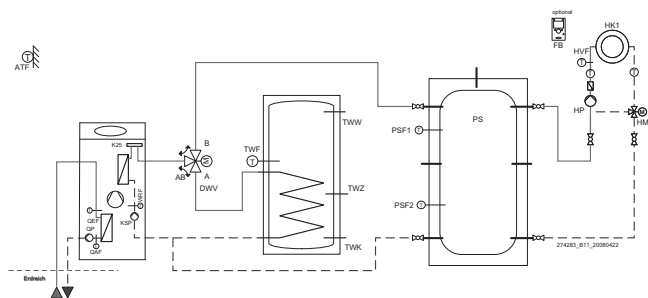 optional
FB
HK1
HVF
T
T
T
T
ATF
HP
M
HM
K25
B
M
AB
A
DWV
TWF
T
TWW
TWZ
TWK
PSF1
T
PS
PSF2
T
WRF
T
QEF
KSP
QP
QAF
Erdreich
274283_B11_20080422